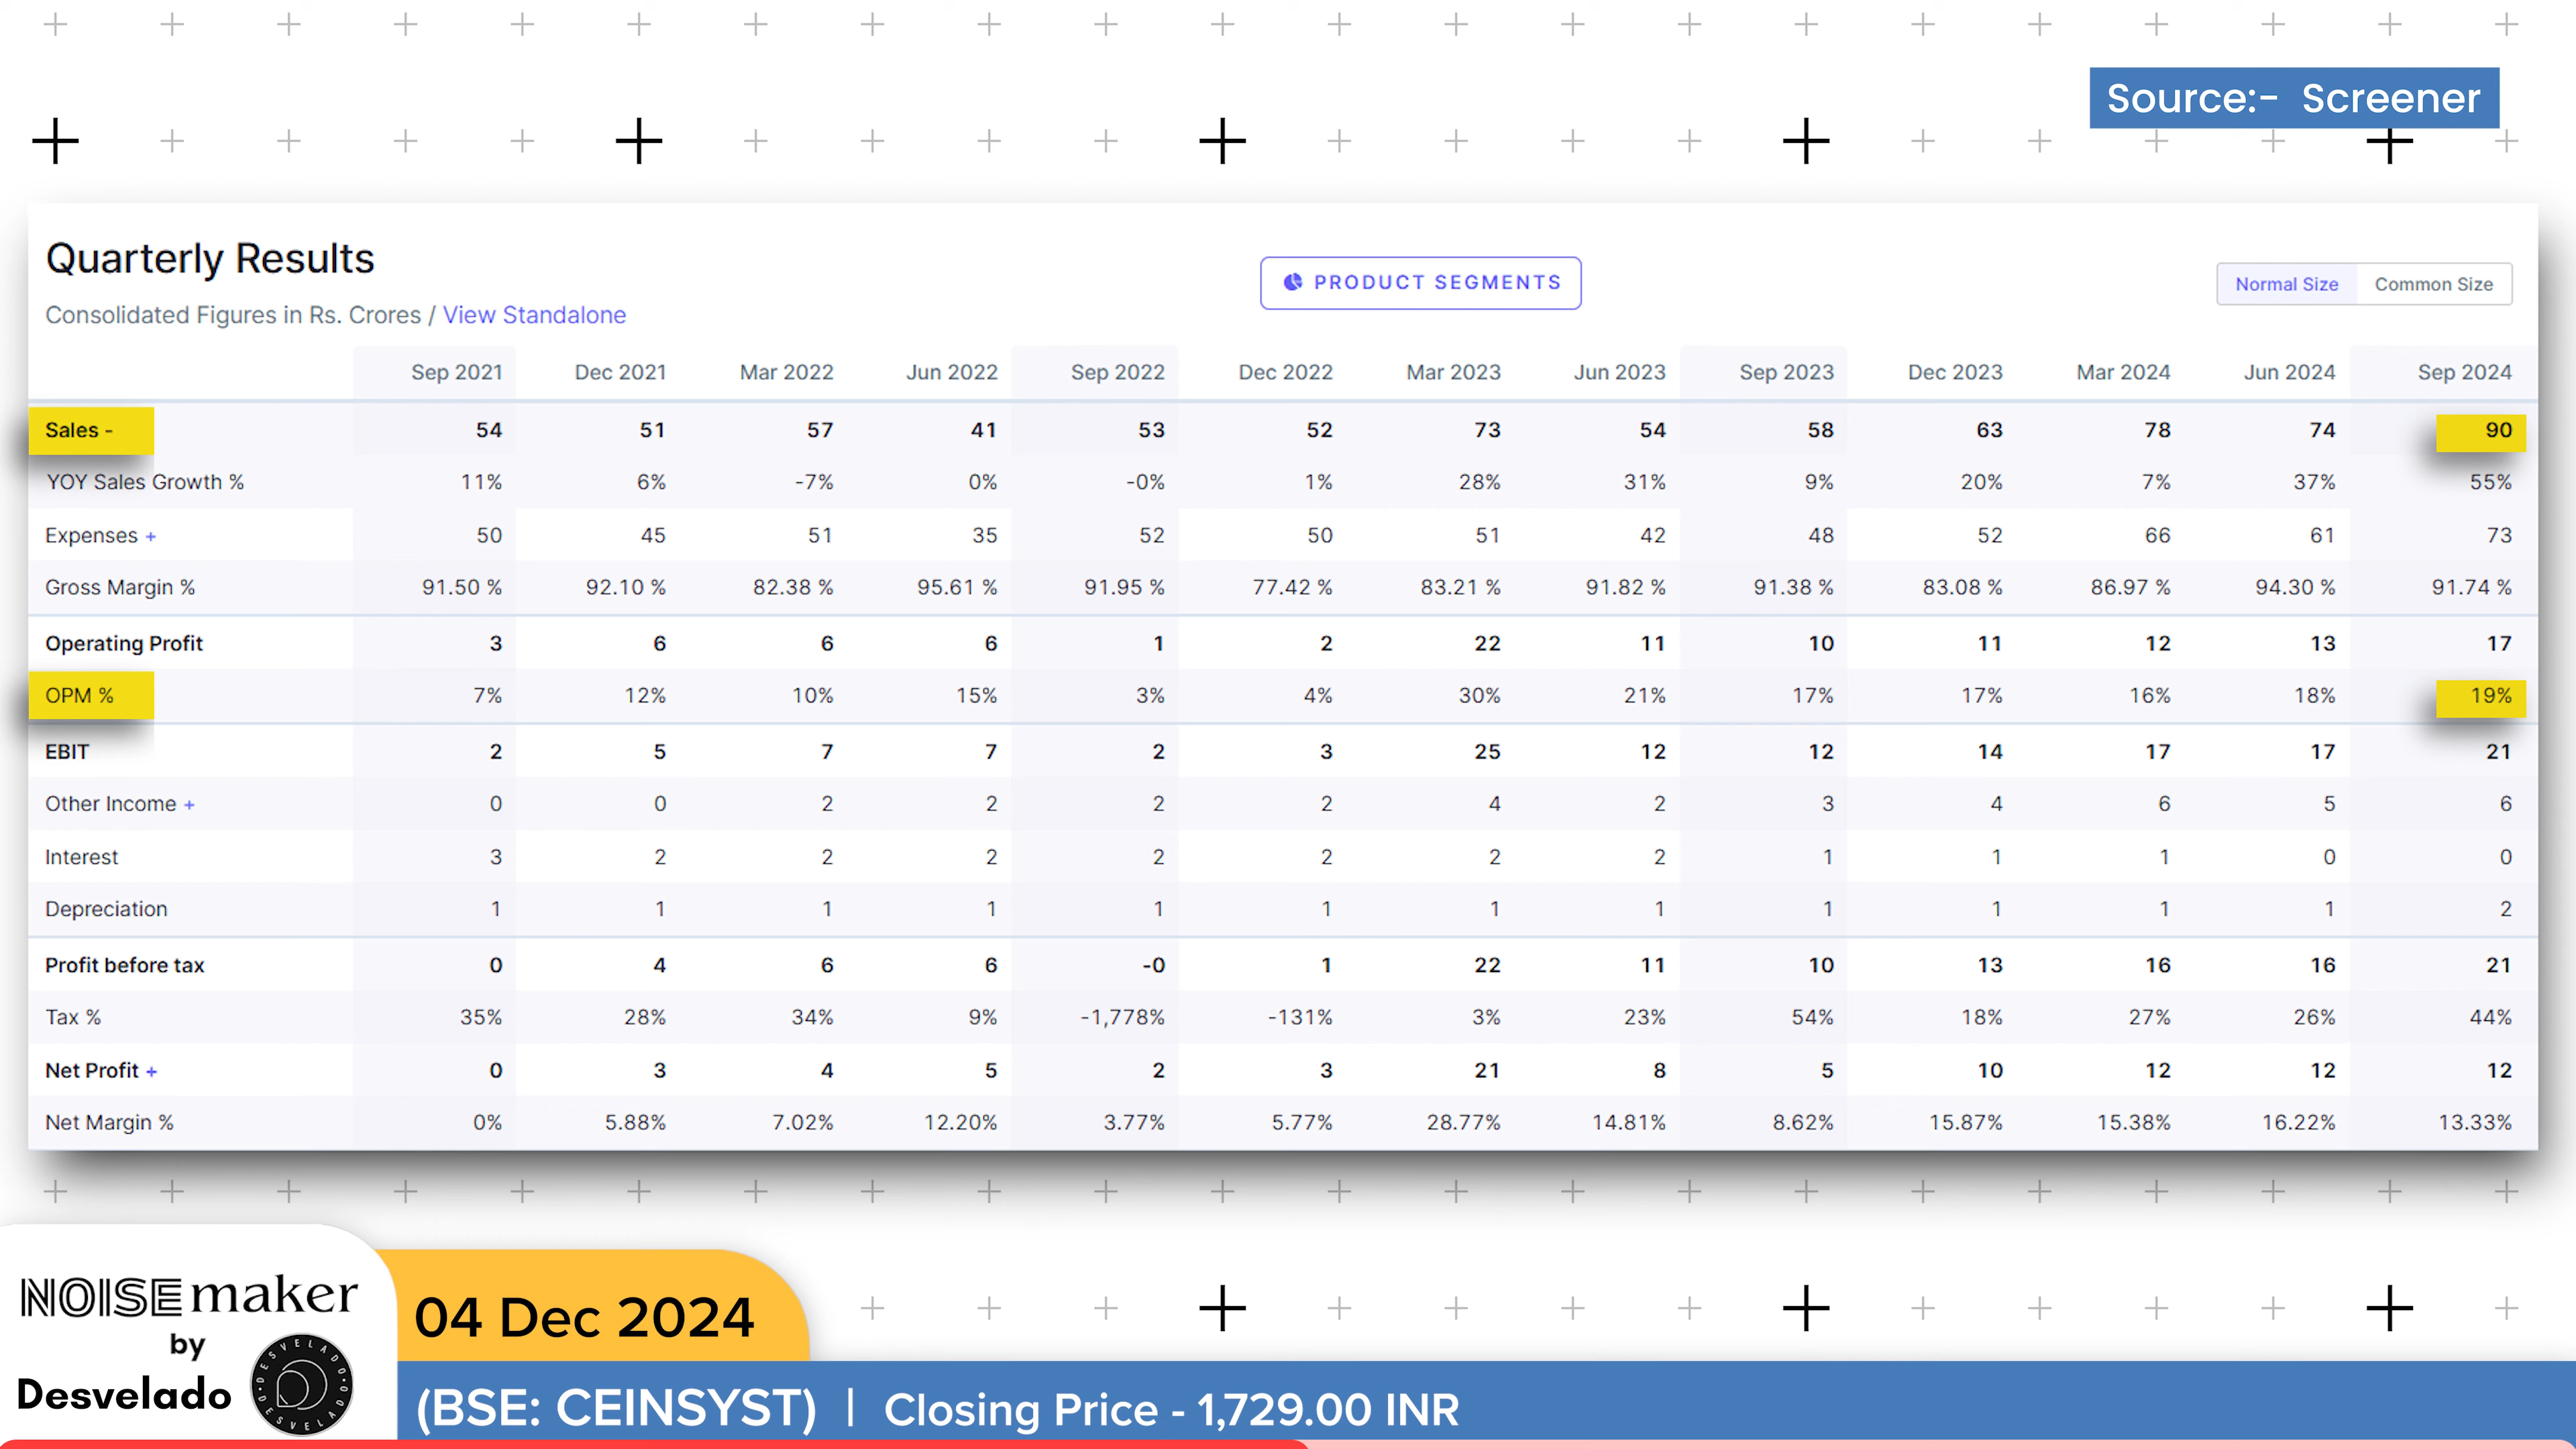 Source:- Screener
Quarterly Results
PRODUCT SEGMENTS
Normal Size Common Size
Consolidated Figures in Rs. Crores / View Standalone
Sep 2021 Dec 2021 Mar 2022 Jun 2022 Sep 2022 Dec 2022 Mar 2023 Jun 2023 Sep 2023 Dec 2023 Mar 2024 Jun 2024 Sep 2024
Sales - 54 51 57 41 53 52 73 54 58 63 78 74 90
YOY Sales Growth % 11% 6% -7% 0% -0% 1% 28% 31% 9% 20% 7% 37% 55%
Expenses + 50 45 51 35 52 50 51 42 48 52 66 61 73
Gross Margin % 91.50 % 92.10 % 82.38 % 95.61 % 91.95 % 77.42 % 83.21 % 91.82 % 91.38 % 83.08 % 86.97 % 94.30 % 91.74 %
Operating Profit 3 6 6 6 1 2 22 11 10 11 12 13 17
OPM % 7% 12% 10% 15% 3% 4% 30% 21% 17% 17% 16% 18% 19%
EBIT 2 5 7 7 2 3 25 12 12 14 17 17 21
Other Income + 0 0 2 2 2 2 4 2 3 4 6 5 6
Interest 3 2 2 2 2 2 2 2 1 1 1 0 0
Depreciation 1 1 1 1 1 1 1 1 1 1 1 1 2
Profit before tax 0 4 6 6 -0 1 22 11 10 13 16 16 21
Tax % 35% 28% 34% 9% -1,778% -131% 3% 23% 54% 18% 27% 26% 44%
Net Profit + 0 3 4 5 2 3 21 8 5 10 12 12 12
Net Margin % 0% 5.88% 7.02% 12.20% 3.77% 5.77% 28.77% 14.81% 8.62% 15.87% 15.38% 16.22% 13.33%
NOISE maker
by
Desvelado
DESVELADO
DESVELADO
04 Dec 2024
(BSE: CEINSYST) | Closing Price - 1,729.00 INR